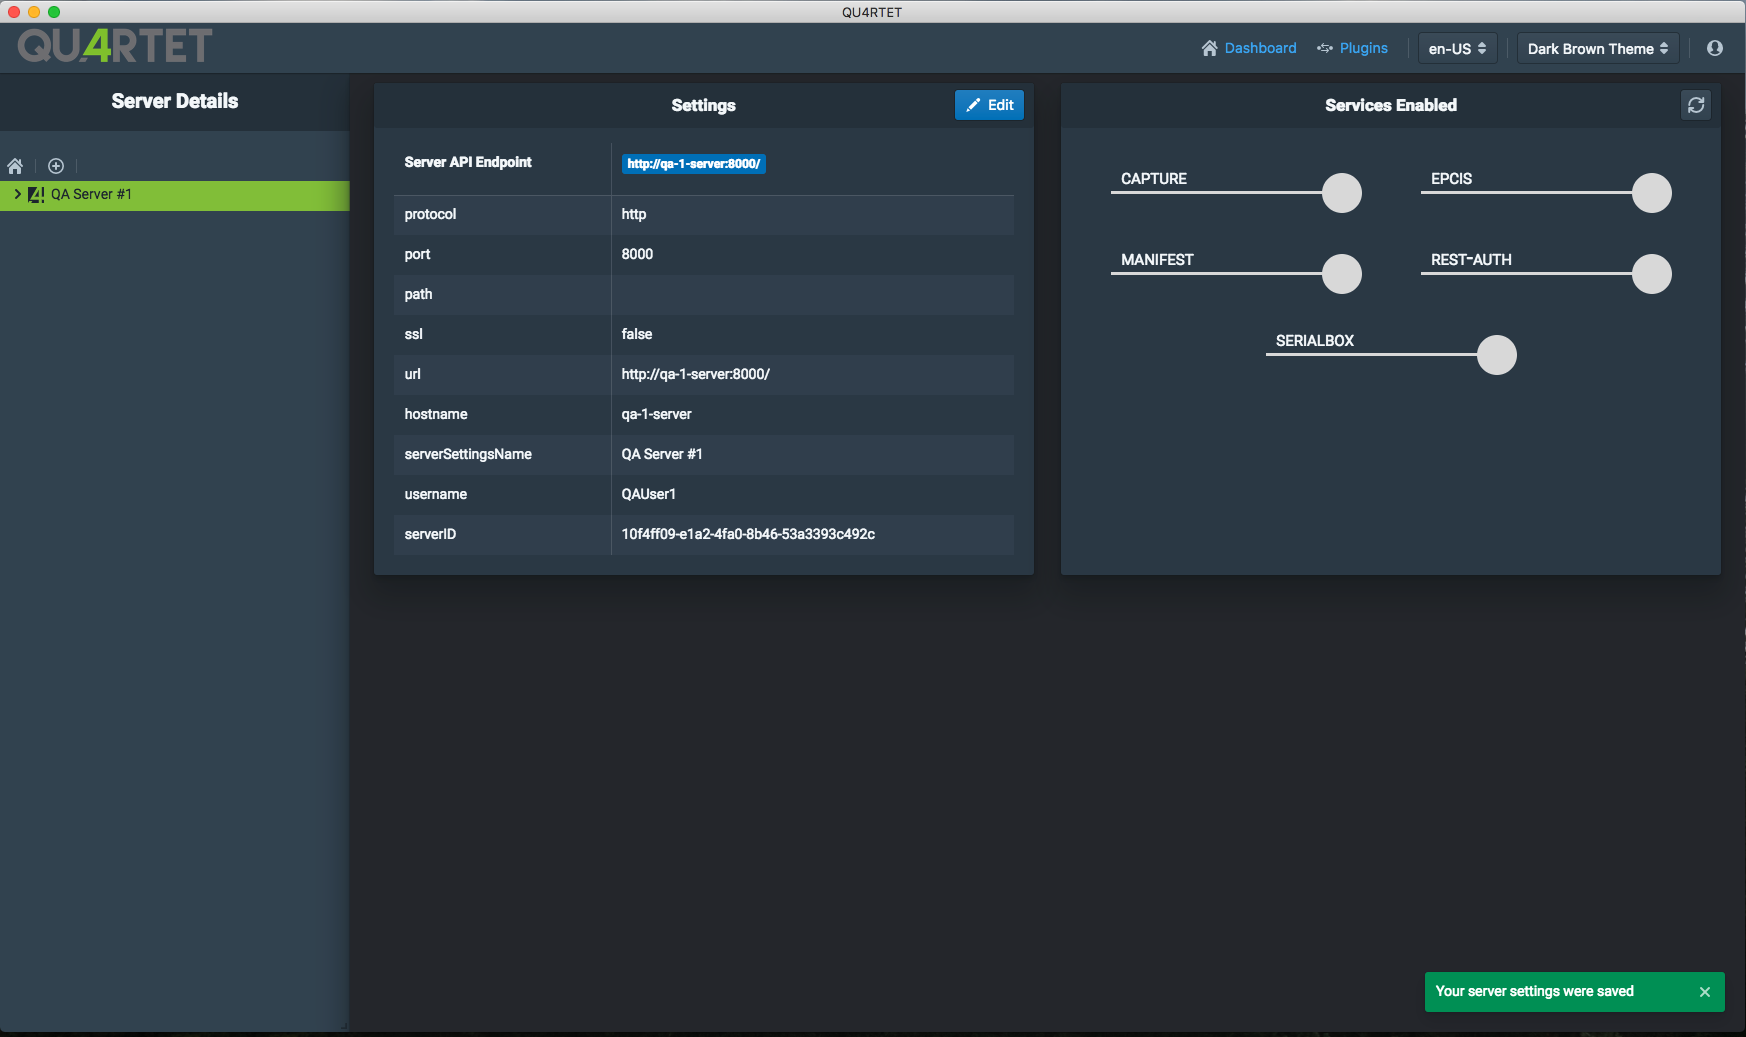 QU4RTET
QU4RTET
Dashboard
Plugins
en-US
Dark Brown Theme
Server Details
QA Server #1
Settings
Edit
Server API Endpoint
http://qa-1-server:8000/
protocol
http
port
8000
path
ssl
false
url
http://qa-1-server:8000/
hostname
qa-1-server
serverSettingsName
QA Server #1
username
QAUser1
serverID
10f4ff09-e1a2-4fa0-8b46-53a3393c492c
Services Enabled
CAPTURE
EPCIS
MANIFEST
REST-AUTH
SERIALBOX
Your server settings were saved